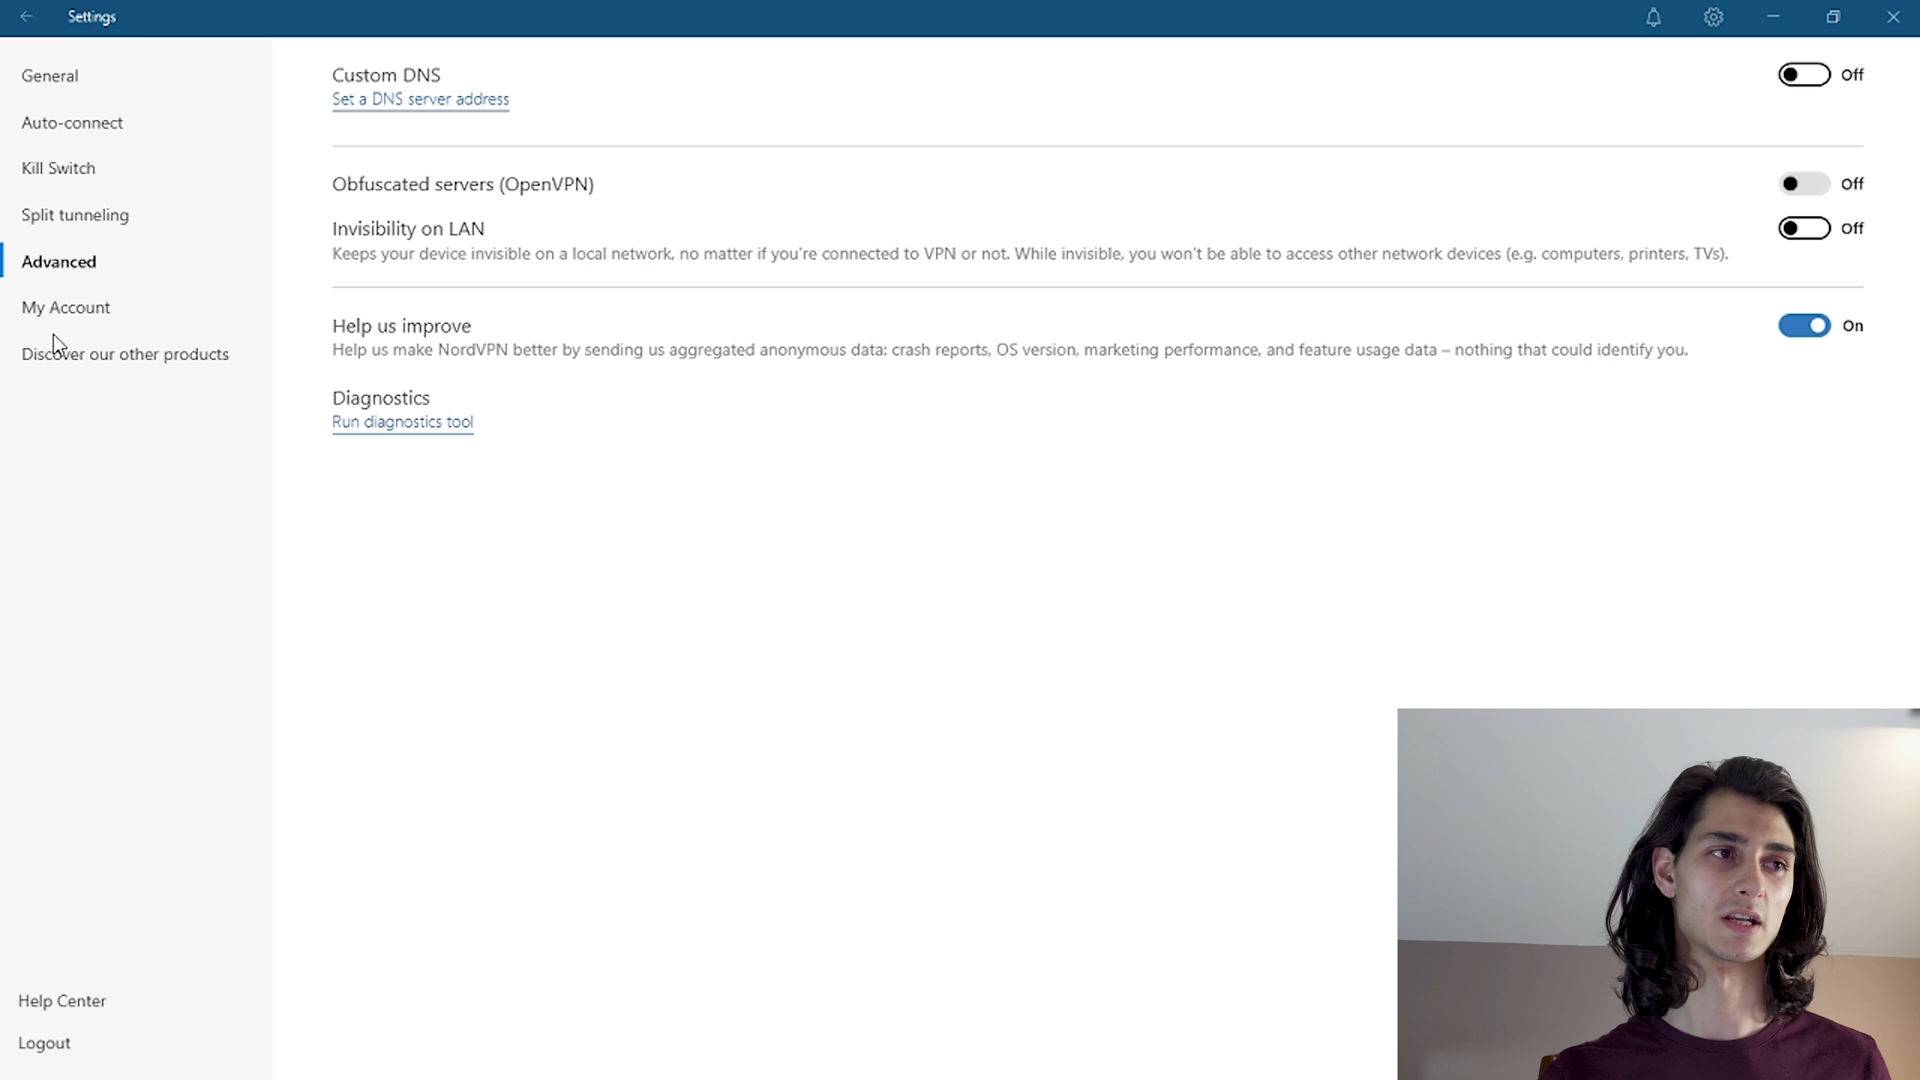 Settings
General
Auto-connect
Kill Switch
Split tunneling
Advanced
My Account
Discover our other products
Help Center
Logout
Custom DNS
Off
Set a DNS server address
Obfuscated servers (OpenVPN)
Off
Invisibility on LAN
Off
Keeps your device invisible on a local network, no matter if you're connected to VPN or not. While invisible, you won't be able to access other network devices (e.g. computers, printers, TVs).
Help us improve
On
Help us make NordVPN better by sending us aggregated anonymous data: crash reports, OS version, marketing performance, and feature usage data – nothing that could identify you.
Diagnostics
Run diagnostics tool